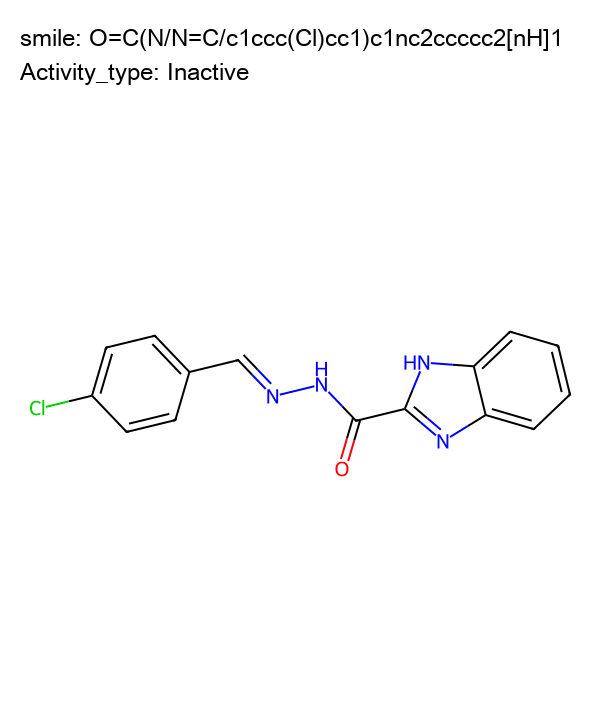 smile: O=C(N/N=C/c1ccc(Cl)cc1)c1nc2ccccc2[nH]1
Activity_type: Inactive
H
HN
N
N
Cl
N
O